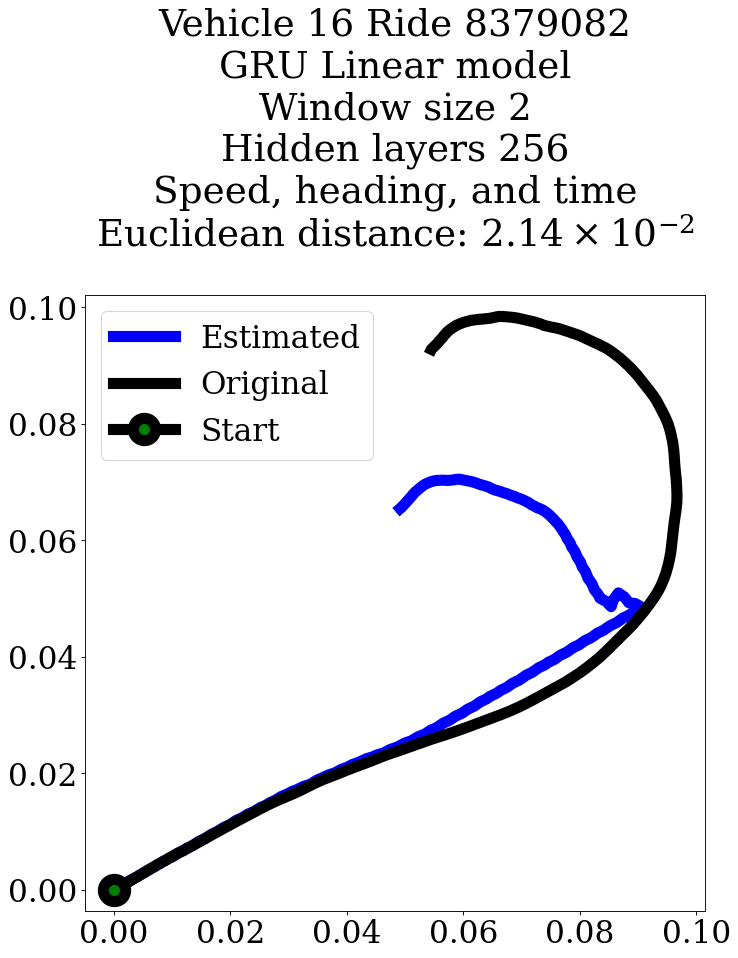 Vehicle 16 Ride 8379082
GRU Linear model
Window size 2
Hidden layers 256
Speed, heading, and time
Euclidean distance: 2.14 × 10⁻²
Estimated
Original
Start
0.10
0.08
0.06
0.04
0.02
0.00
0.00 0.02 0.04 0.06 0.08 0.10